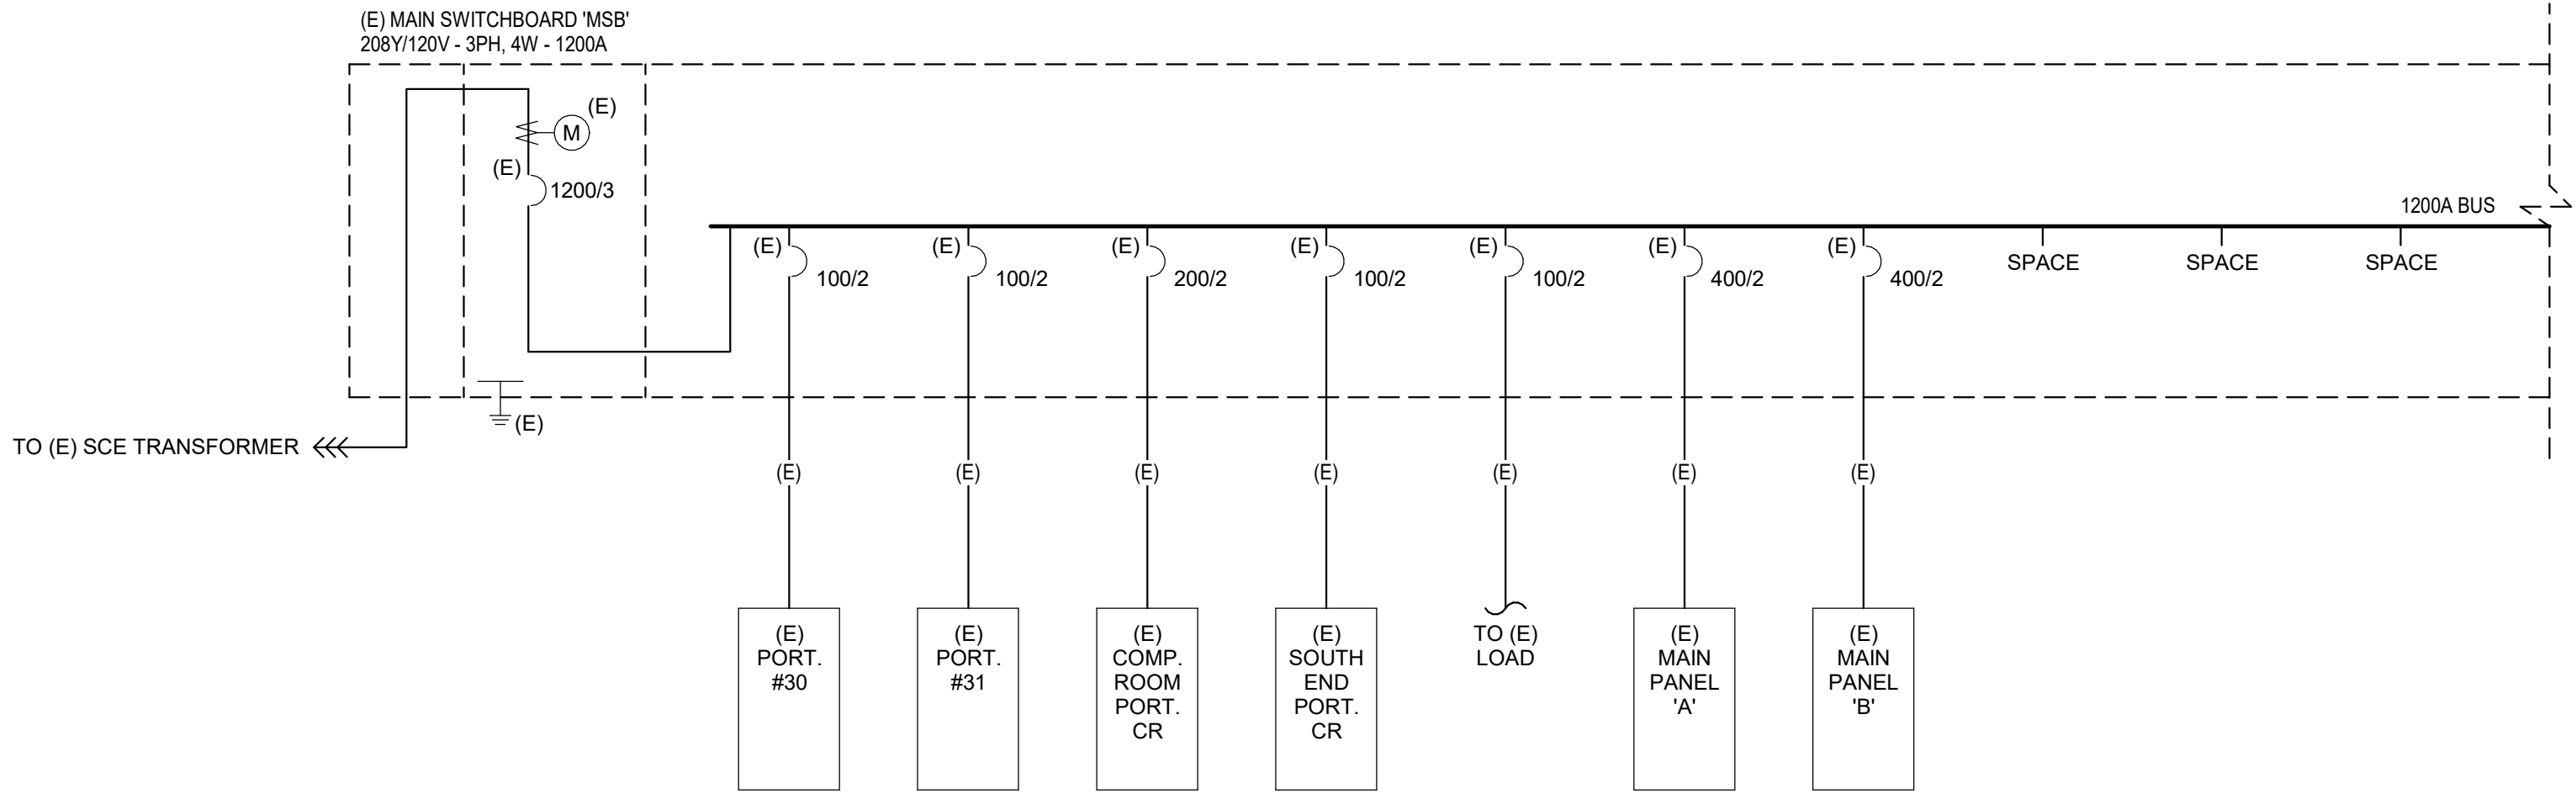 (E) MAIN SWITCHBOARD 'MSB'
208Y/120V - 3PH, 4W - 1200A
(E)
M
(E)
1200/3
1200A BUS
(E)
(E)
(E)
(E)
(E)
(E)
(E)
100/2
100/2
200/2
100/2
100/2
400/2
400/2
SPACE
SPACE
SPACE
(E)
TO (E) SCE TRANSFORMER
(E)
(E)
(E)
(E)
(E)
(E)
(E)
(E)
PORT.
#30
(E)
PORT.
#31
(E)
COMP.
ROOM
PORT.
CR
(E)
SOUTH
END
PORT.
CR
TO (E)
LOAD
(E)
MAIN
PANEL
'A'
(E)
MAIN
PANEL
'B'